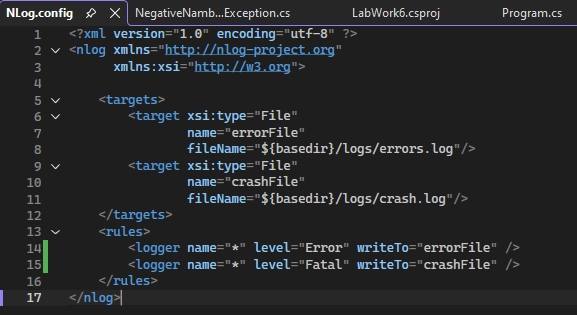 NLog.config NegativeNamb...Exception.cs LabWork6.csproj Program.cs
1 <?xml version="1.0" encoding="utf-8" ?>
2 <nlog xmlns="http://nlog-project.org"
3 xmlns:xsi="http://w3.org">
4
5 <targets>
6 <target xsi:type="File"
7 name="errorFile"
8 fileName="${basedir}/logs/errors.log"/>
9 <target xsi:type="File"
10 name="crashFile"
11 fileName="${basedir}/logs/crash.log"/>
12 </targets>
13 <rules>
14 <logger name="*" level="Error" writeTo="errorFile" />
15 <logger name="*" level="Fatal" writeTo="crashFile" />
16 </rules>
17 </nlog>